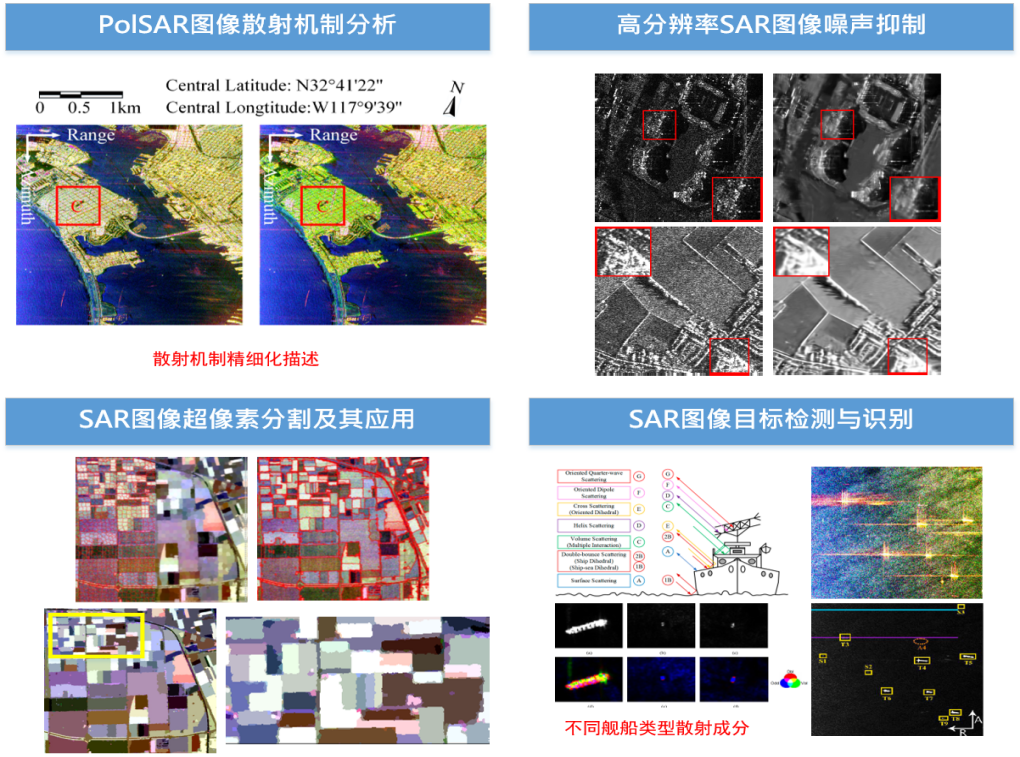 PolSAR图像散射机制分析
Central Latitude: N32°41'22"
N
0 0.5 1km
Central Longtitude:W117°9'39"
Range
Azimuth
C
Range
Azimuth
C
散射机制精细化描述
高分辨率SAR图像噪声抑制
SAR图像超像素分割及其应用
SAR图像目标检测与识别
Oriented Quarter-wave
Scattering
G
Oriented Dipole
Scattering
F
Cross Scattering
(Oriented Dihedral)
E
Helix Scattering
D
Volume Scattering
(Multiple Interaction)
C
Double-bounce Scattering
(Ship Dihedral)
(Ship-sea Dihedral)
2B
1B
Surface Scattering
A
G
F
D
C
E
2B
A
1B
不同舰船类型散射成分
S3
T3
A4
S1
S2
T4
T5
T6
T7
T8
T9
A
R